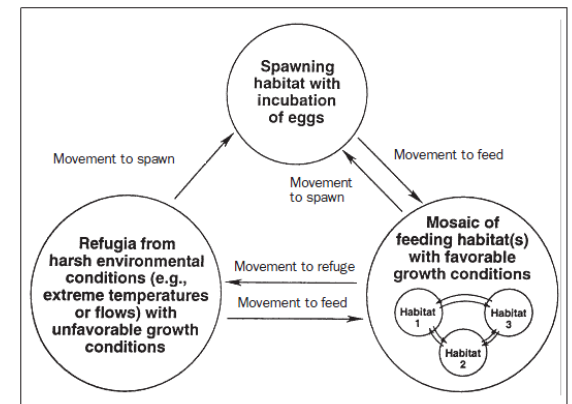 Spawning
habitat with
incubation
of eggs
Movement to spawn
Movement to feed
Movement
to spawn
Refugia from
harsh environmental
conditions (e.g.,
extreme temperatures
or flows) with
unfavorable growth
conditions
Movement to refuge
Movement to feed
Mosaic of
feeding habitat(s)
with favorable
growth conditions
Habitat
1
Habitat
3
Habitat
2